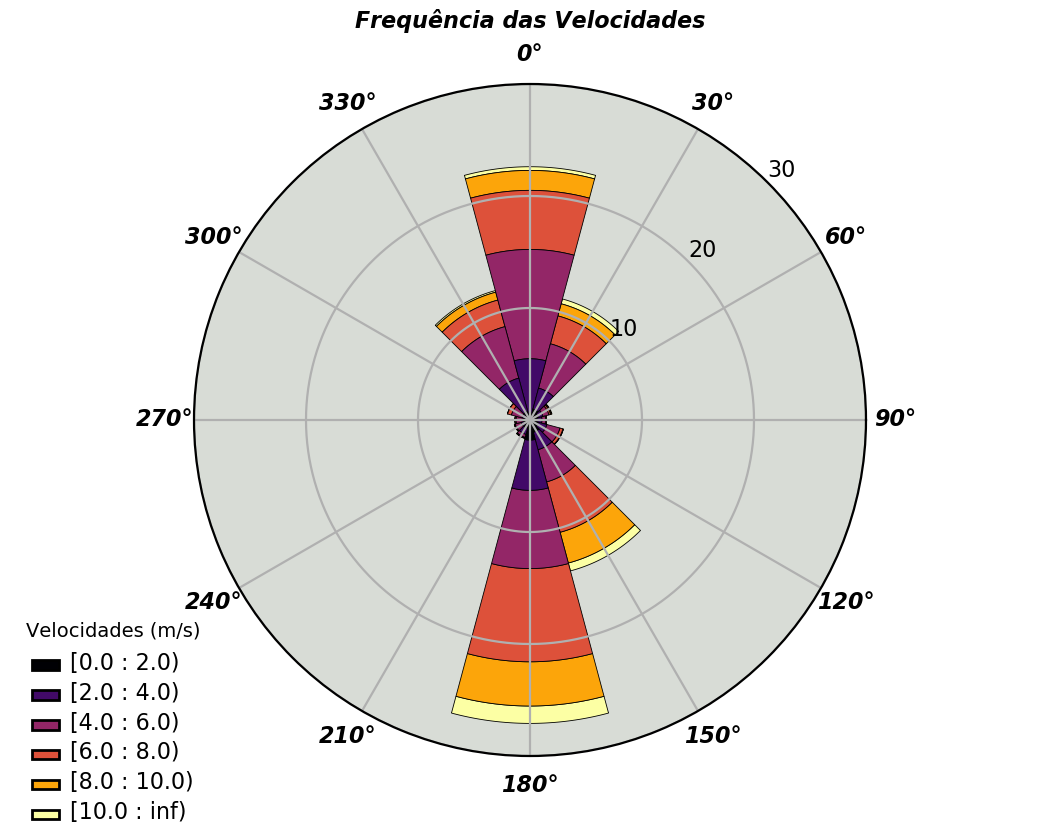 Frequência das Velocidades
0°
330°
30°
30
300°
60°
20
10
270°
90°
240°
120°
210°
150°
180°
Velocidades (m/s)
[0.0 : 2.0)
[2.0 : 4.0)
[4.0 : 6.0)
[6.0 : 8.0)
[8.0 : 10.0)
[10.0 : inf)